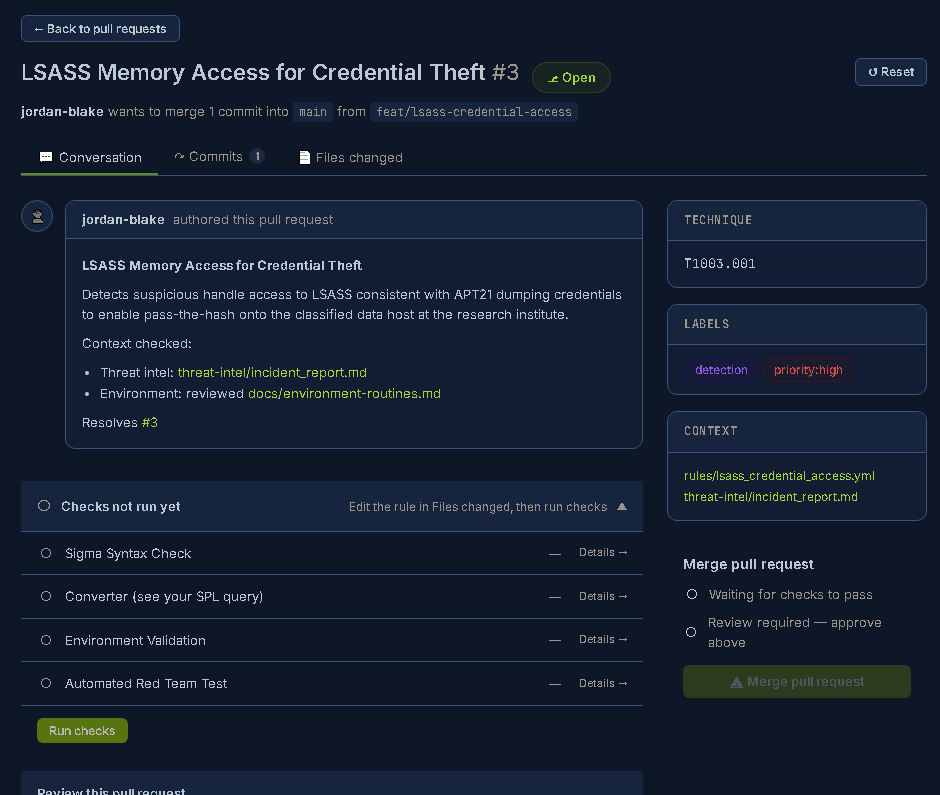 ← Back to pull requests
LSASS Memory Access for Credential Theft #3
Open
↺ Reset
jordan-blake wants to merge 1 commit into main from feat/lsass-credential-access
Conversation
Commits 1
Files changed
jordan-blake authored this pull request
LSASS Memory Access for Credential Theft
Detects suspicious handle access to LSASS consistent with APT21 dumping credentials
to enable pass-the-hash onto the classified data host at the research institute.
Context checked:
• Threat intel: threat-intel/incident_report.md
• Environment: reviewed docs/environment-routines.md
Resolves #3
Checks not run yet
Edit the rule in Files changed, then run checks ▲
Sigma Syntax Check — Details →
Converter (see your SPL query) — Details →
Environment Validation — Details →
Automated Red Team Test — Details →
Run checks
Review this pull request
TECHNIQUE
T1003.001
LABELS
detection
priority:high
CONTEXT
rules/lsass_credential_access.yml
threat-intel/incident_report.md
Merge pull request
Waiting for checks to pass
Review required — approve
above
Merge pull request